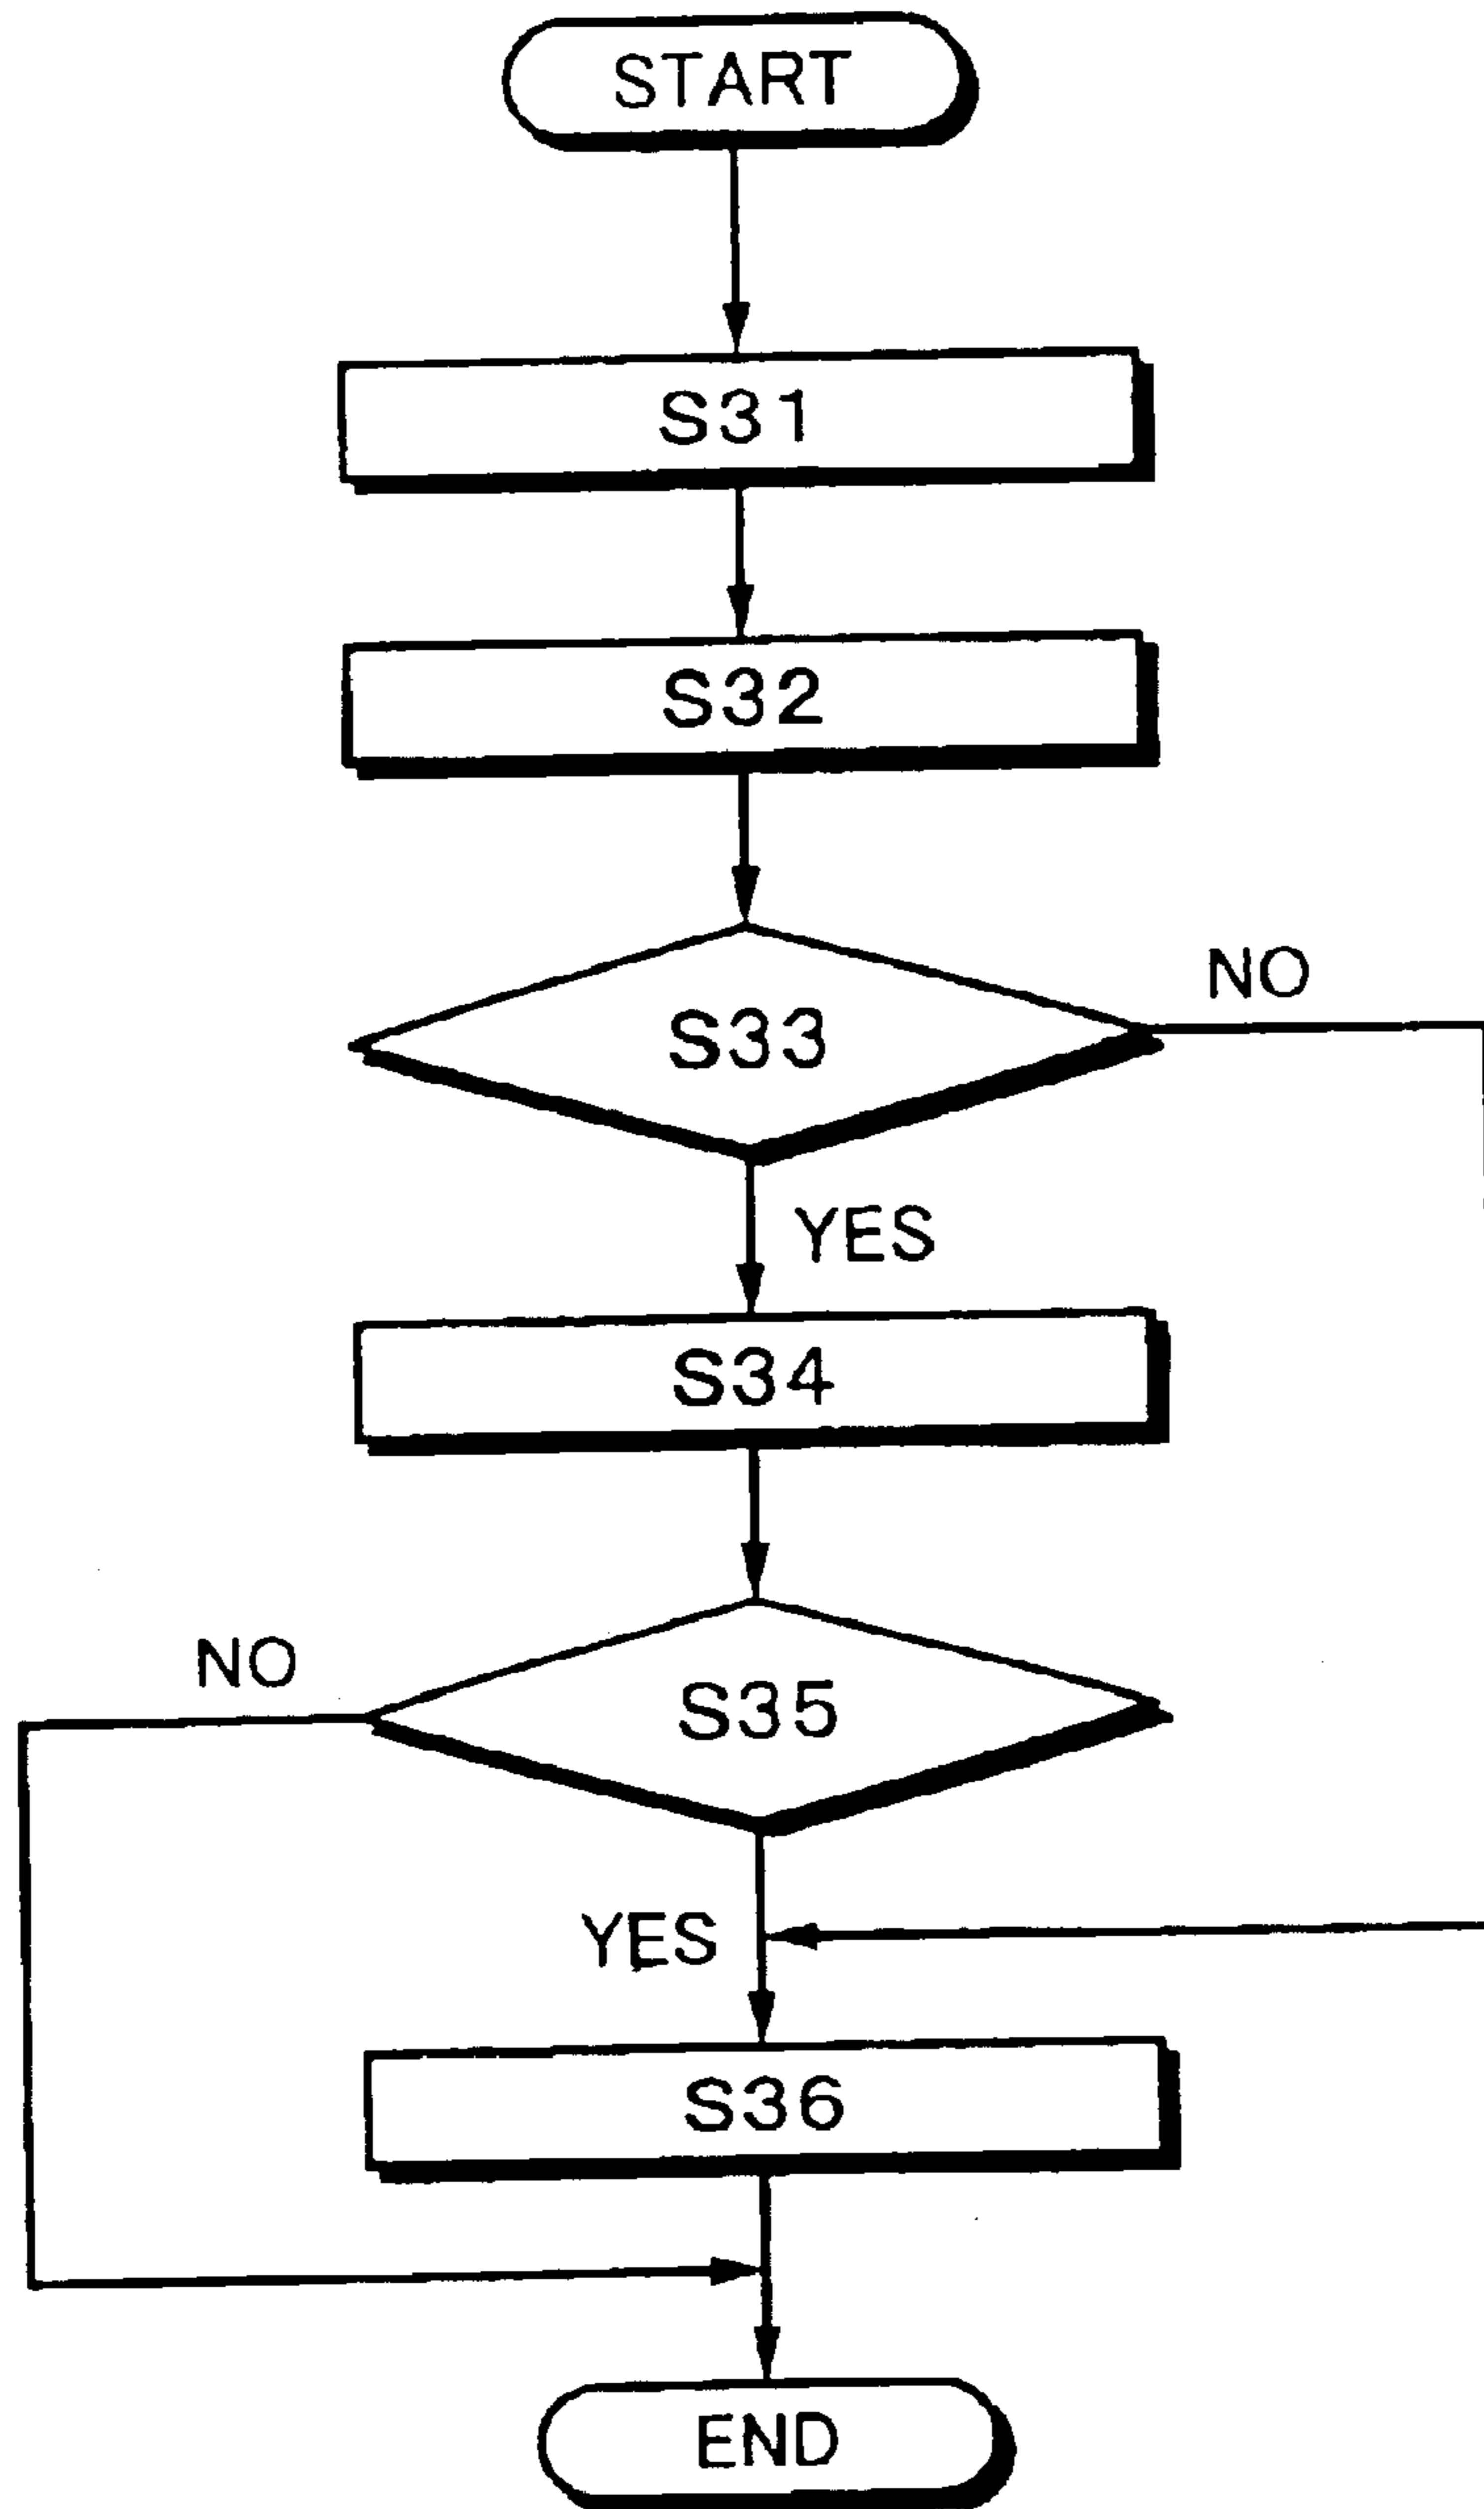 START
S31
S32
S33
NO
YES
S34
NO
S35
YES
S36
END